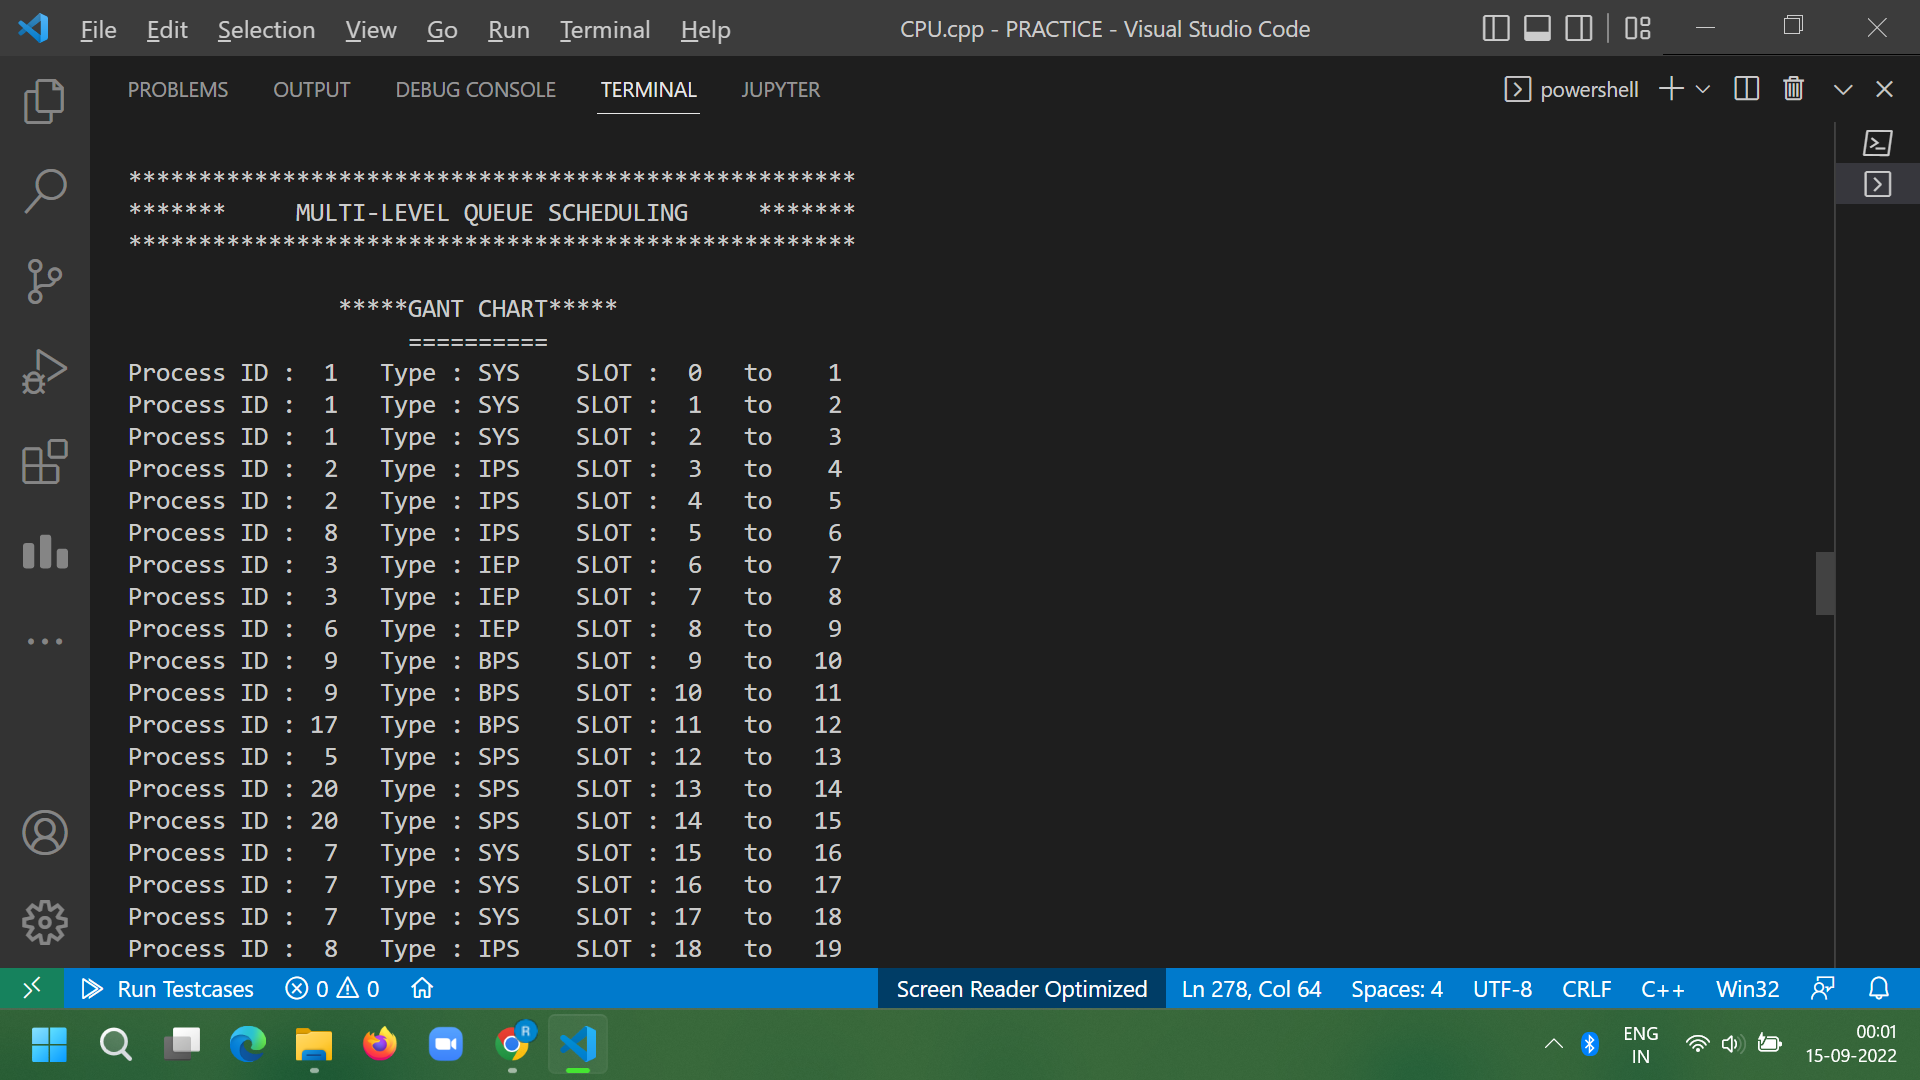 File Edit Selection View Go Run Terminal Help CPU.cpp - PRACTICE - Visual Studio Code
PROBLEMS OUTPUT DEBUG CONSOLE TERMINAL JUPYTER powershell
****************************************************
******* MULTI-LEVEL QUEUE SCHEDULING *******
****************************************************
*****GANT CHART*****
==========
Process ID : 1 Type : SYS SLOT : 0 to 1
Process ID : 1 Type : SYS SLOT : 1 to 2
Process ID : 1 Type : SYS SLOT : 2 to 3
Process ID : 2 Type : IPS SLOT : 3 to 4
Process ID : 2 Type : IPS SLOT : 4 to 5
Process ID : 8 Type : IPS SLOT : 5 to 6
Process ID : 3 Type : IEP SLOT : 6 to 7
Process ID : 3 Type : IEP SLOT : 7 to 8
Process ID : 6 Type : IEP SLOT : 8 to 9
Process ID : 9 Type : BPS SLOT : 9 to 10
Process ID : 9 Type : BPS SLOT : 10 to 11
Process ID : 17 Type : BPS SLOT : 11 to 12
Process ID : 5 Type : SPS SLOT : 12 to 13
Process ID : 20 Type : SPS SLOT : 13 to 14
Process ID : 20 Type : SPS SLOT : 14 to 15
Process ID : 7 Type : SYS SLOT : 15 to 16
Process ID : 7 Type : SYS SLOT : 16 to 17
Process ID : 7 Type : SYS SLOT : 17 to 18
Process ID : 8 Type : IPS SLOT : 18 to 19
Run Testcases 0 0 Screen Reader Optimized Ln 278, Col 64 Spaces: 4 UTF-8 CRLF C++ Win32
R
ENG
IN
00:01
15-09-2022